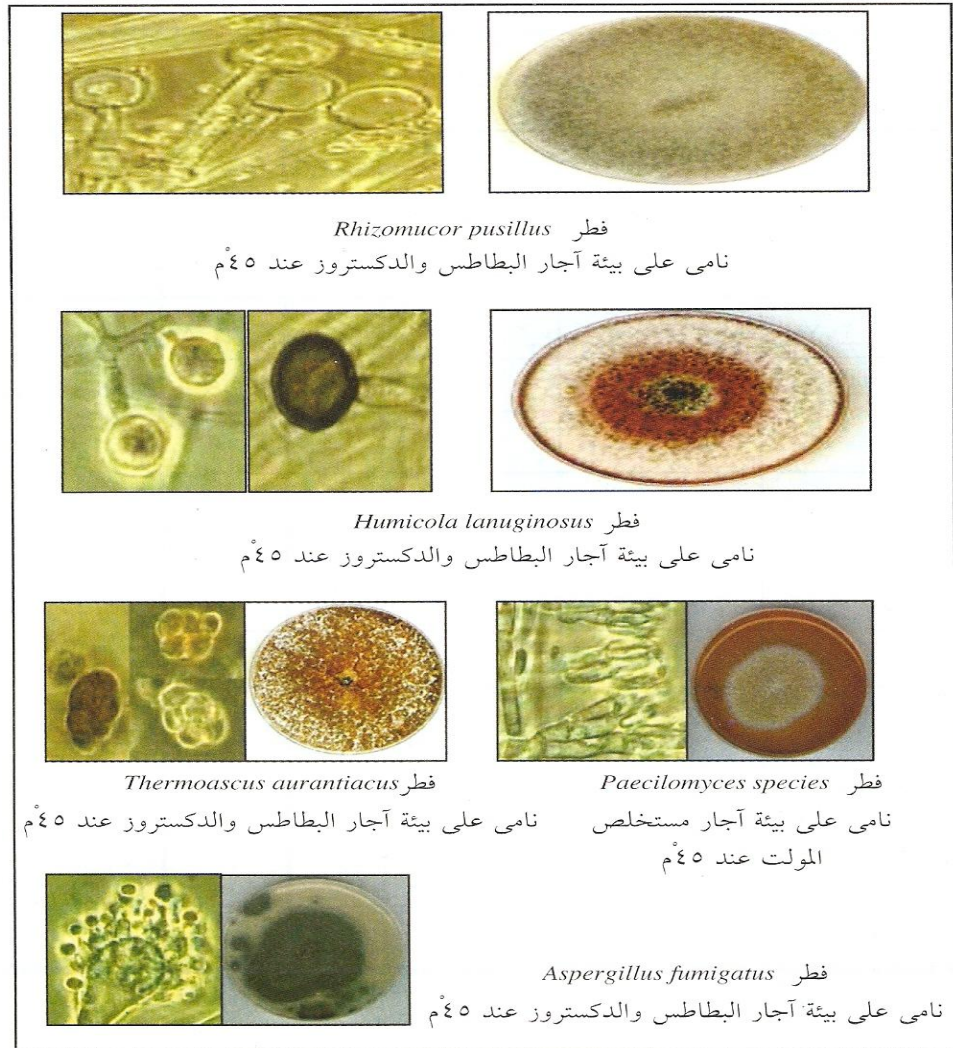 فطر Rhizomucor pusillus
نامى على بيئة آجار البطاطس والدكستروز عند ٤٥ْم
فطر Humicola lanuginosus
نامى على بيئة آجار البطاطس والدكستروز عند ٤٥ْم
فطر Paecilomyces species
نامى على بيئة آجار مستخلص
المولت عند ٤٥ْم
فطر Thermoascus aurantiacus
نامى على بيئة آجار البطاطس والدكستروز عند ٤٥ْم
فطر Aspergillus fumigatus
نامى على بيئة آجار البطاطس والدكستروز عند ٤٥ْم